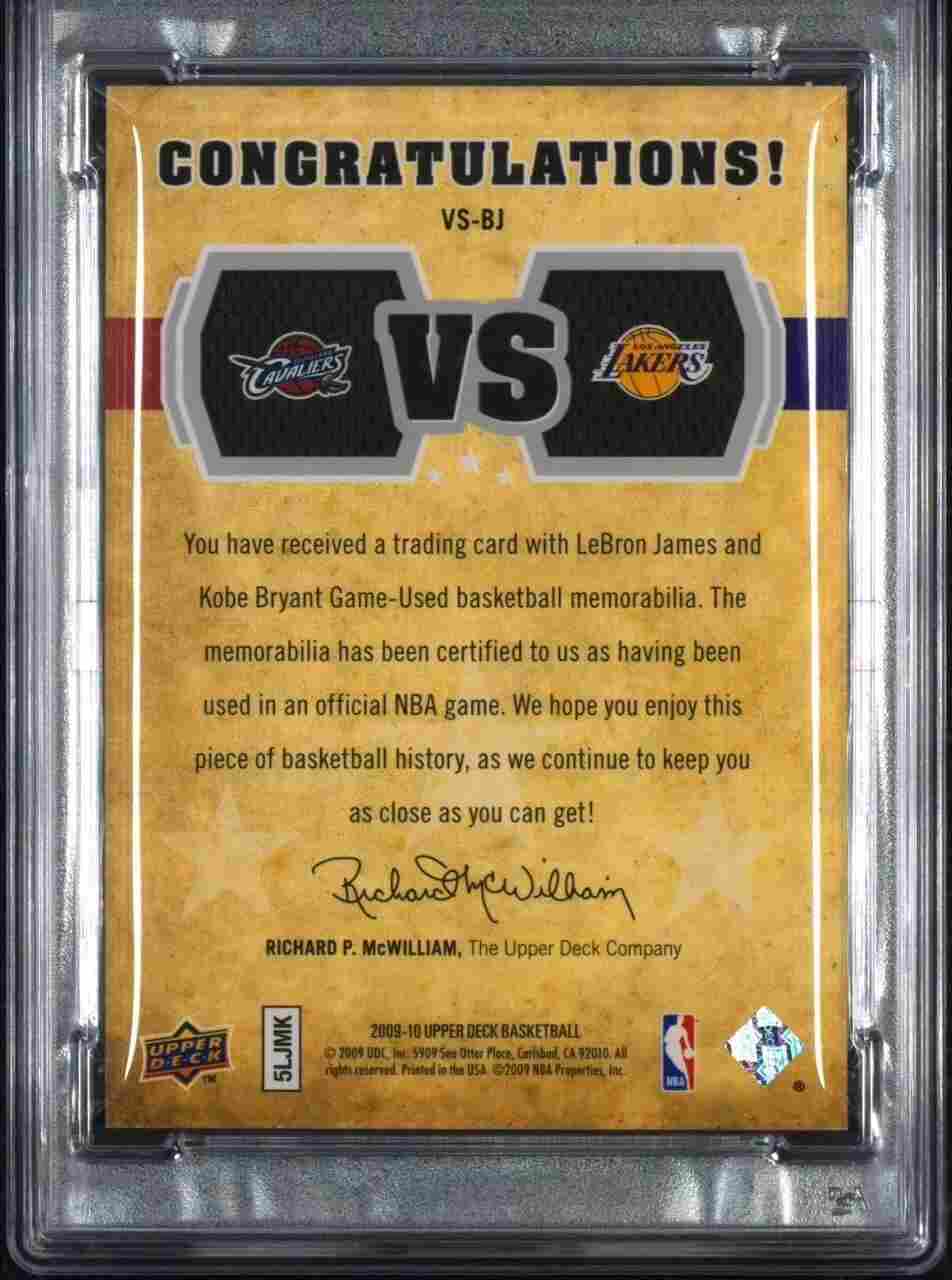 CONGRATULATIONS!
VS-BJ
CAVALIERS
VS
LOS ANGELES
LAKERS
You have received a trading card with LeBron James and
Kobe Bryant Game-Used basketball memorabilia. The
memorabilia has been certified to us as having been
used in an official NBA game. We hope you enjoy this
piece of basketball history, as we continue to keep you
as close as you can get!
Richard McWilliam
RICHARD P. McWILLIAM, The Upper Deck Company
UPPER
DECK
TM
5LJMK
2009-10 UPPER DECK BASKETBALL
© 2009 UDC, Inc. 5909 Sea Otter Place, Carlsbad, CA 92010. All
rights reserved. Printed in the USA. ©2009 NBA Properties, Inc.
NBA
®